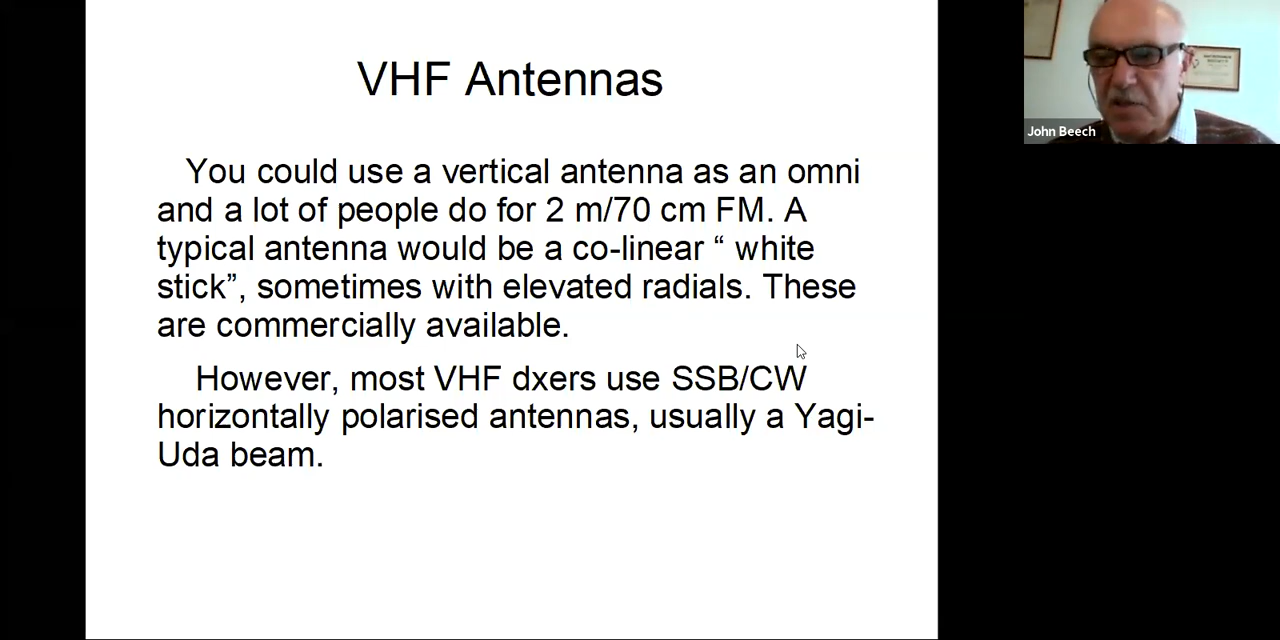 VHF Antennas
You could use a vertical antenna as an omni
and a lot of people do for 2 m/70 cm FM. A
typical antenna would be a co-linear “ white
stick”, sometimes with elevated radials. These
are commercially available.
However, most VHF dxers use SSB/CW
horizontally polarised antennas, usually a Yagi-
Uda beam.
John Beech